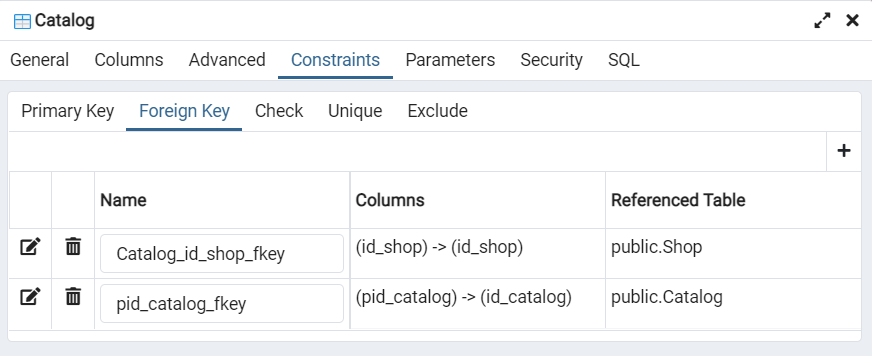 Catalog
General Columns Advanced Constraints Parameters Security SQL
Primary Key Foreign Key Check Unique Exclude
Name Columns Referenced Table
Catalog_id_shop_fkey (id_shop) -> (id_shop) public.Shop
pid_catalog_fkey (pid_catalog) -> (id_catalog) public.Catalog